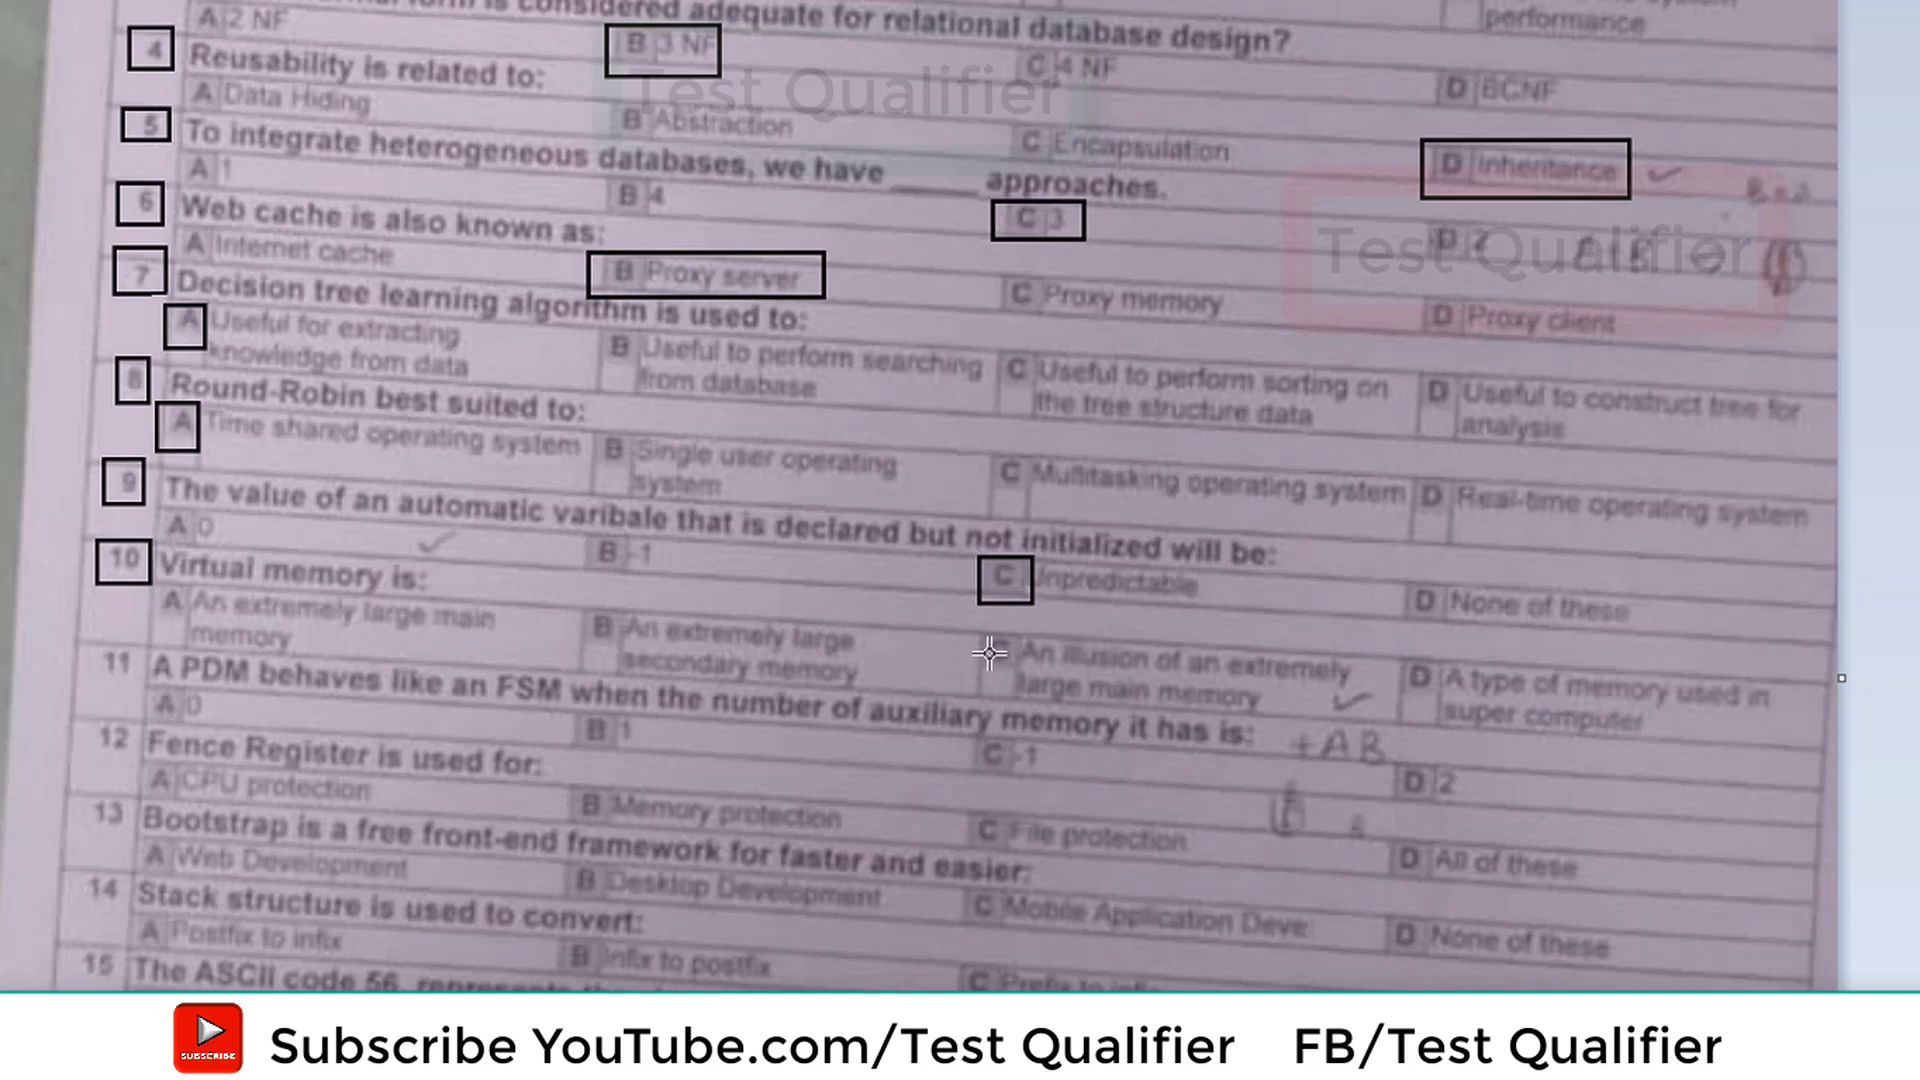 is considered adequate for relational database design?
performance
A 2 NF
B 3 NF
C 4 NF
D BCNF
4 Reusability is related to:
A Data Hiding
B Abstraction
C Encapsulation
D Inheritance
5 To integrate heterogeneous databases, we have _____ approaches.
A 1
B 4
C 3
D 2
6 Web cache is also known as:
A Internet cache
B Proxy server
C Proxy memory
D Proxy client
7 Decision tree learning algorithm is used to:
A Useful for extracting
knowledge from data
B Useful to perform searching
from database
C Useful to perform sorting on
the tree structure data
D Useful to construct tree for
analysis
8 Round-Robin best suited to:
A Time shared operating system
B Single user operating
system
C Multitasking operating system
D Real-time operating system
9 The value of an automatic varibale that is declared but not initialized will be:
A 0
B -1
C Unpredictable
D None of these
10 Virtual memory is:
A An extremely large main
memory
B An extremely large
secondary memory
C An illusion of an extremely
large main memory
D A type of memory used in
super computer
11 A PDM behaves like an FSM when the number of auxiliary memory it has is:
+AB
A 0
B 1
C -1
D 2
12 Fence Register is used for:
A CPU protection
B Memory protection
C File protection
D All of these
13 Bootstrap is a free front-end framework for faster and easier:
A Web Development
B Desktop Development
C Mobile Application Deve
D None of these
14 Stack structure is used to convert:
A Postfix to infix
B Infix to postfix
C Prefix to
15 The ASCII code 56, represents
Test Qualifier
Test Qualifier
SUBSCRIBE
Subscribe YouTube.com/Test Qualifier FB/Test Qualifier